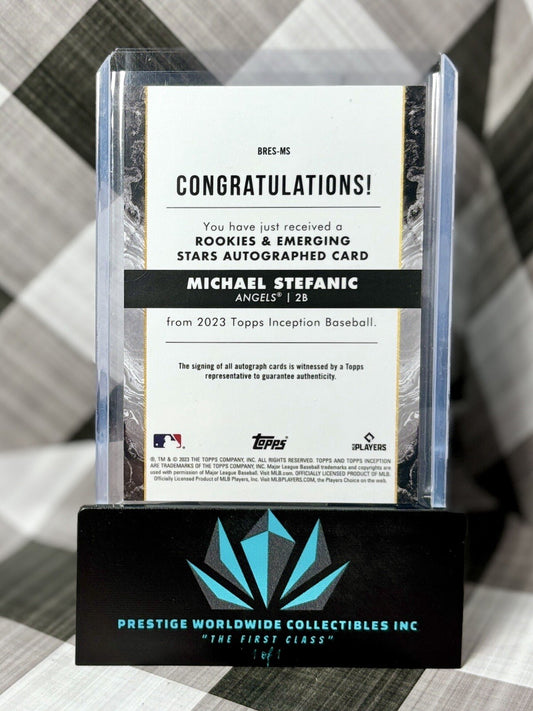 BRES-MS
CONGRATULATIONS!
You have just received a
ROOKIES & EMERGING
STARS AUTOGRAPHED CARD
MICHAEL STEFANIC
ANGELS® | 2B
from 2023 Topps Inception Baseball.
The signing of all autograph cards is witnessed by a Topps
representative to guarantee authenticity.
Topps
MLB PLAYERS
®, TM & © 2023 THE TOPPS COMPANY, INC. ALL RIGHTS RESERVED. TOPPS AND TOPPS INCEPTION
ARE TRADEMARKS OF THE TOPPS COMPANY, INC. Major League Baseball trademarks and copyrights are
used with permission of Major League Baseball. Visit MLB.com. OFFICIALLY LICENSED PRODUCT OF MLB
Officially Licensed Product of MLB Players, Inc. Visit MLBPLAYERS.COM, the Players Choice on the web.
PRESTIGE WORLDWIDE COLLECTIBLES INC
"THE FIRST CLASS"
1 of 1